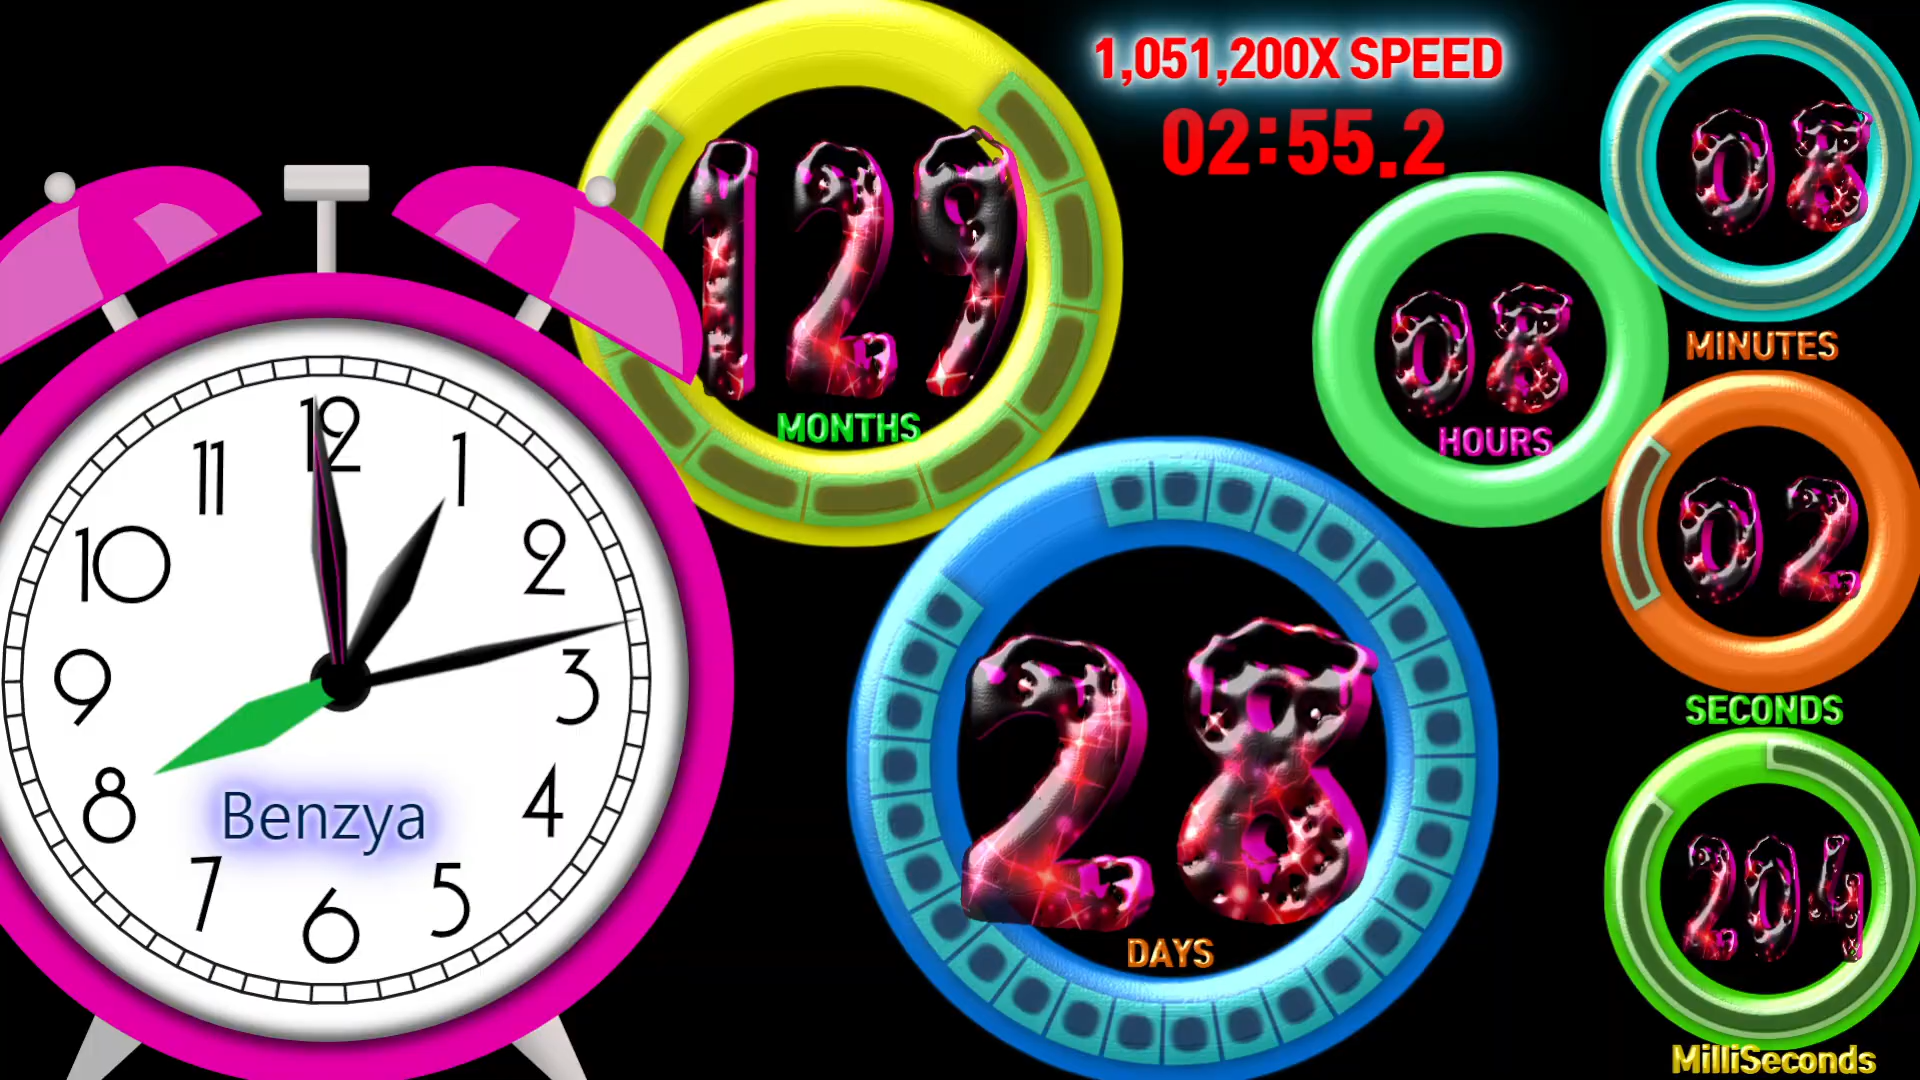 1,051,200X SPEED
02:55.2
129
MONTHS
08
MINUTES
08
HOURS
02
SECONDS
28
DAYS
204
MilliSeconds
12
1
2
3
4
5
6
7
8
9
10
11
Benzya